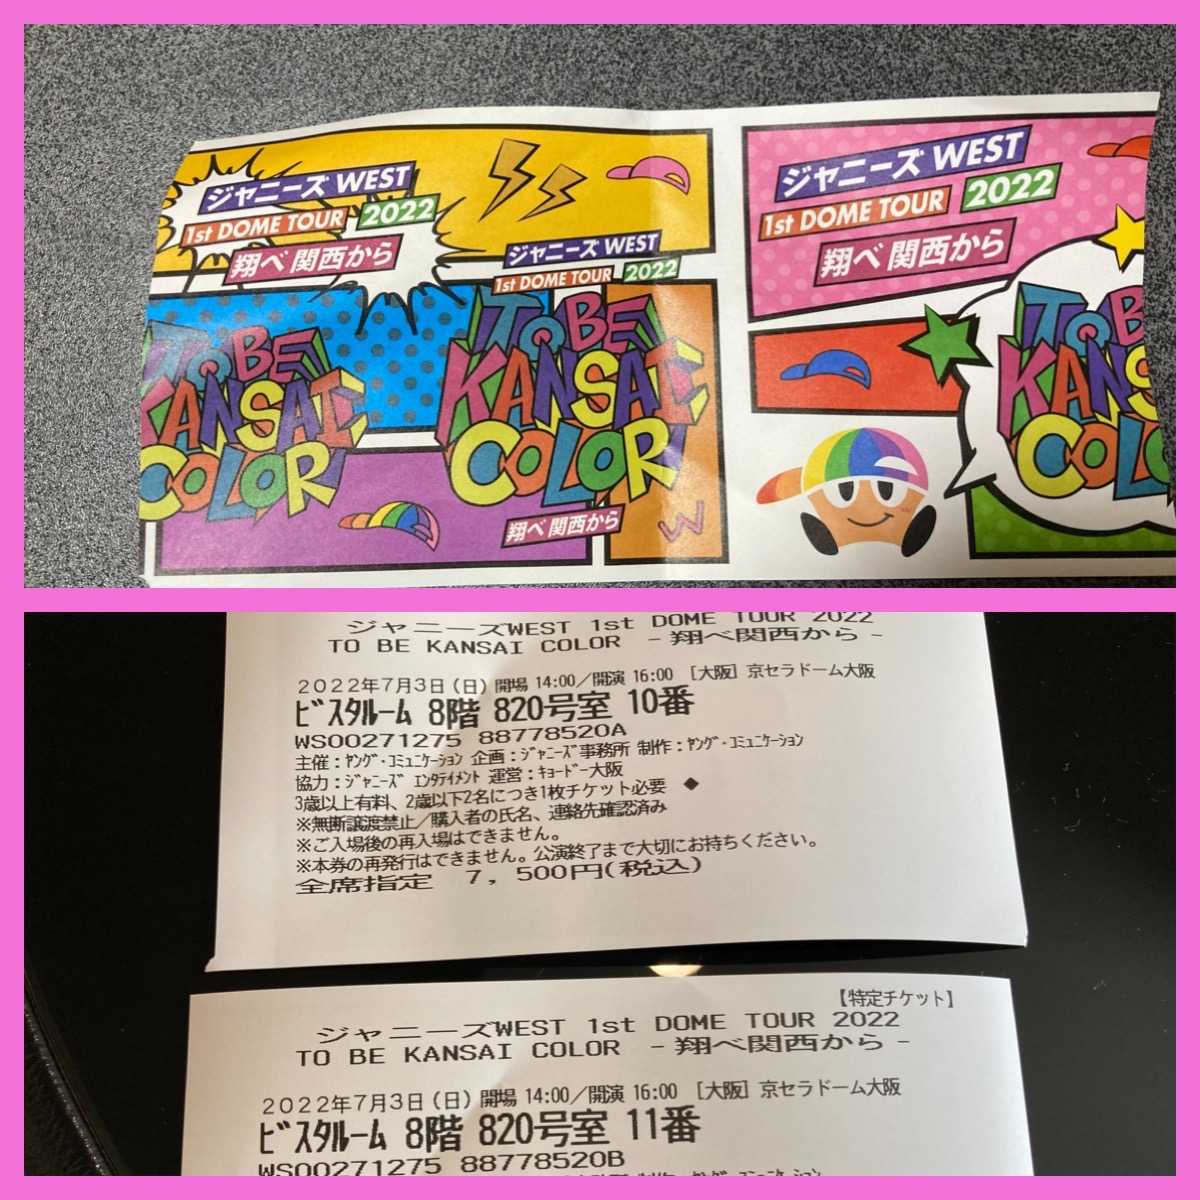 ジャニーズ WEST
1st DOME TOUR 2022
翔べ 関西から
TO BE
KANSAI
COLOR
ジャニーズ WEST
1st DOME TOUR 2022
TO BE
KANSAI
COLOR
翔べ 関西から
W
ジャニーズ WEST
1st DOME TOUR 2022
翔べ 関西から
TO B
KANS
COLO
ジャニーズWEST 1st DOME TOUR 2022
TO BE KANSAI COLOR -翔べ関西から-
2022年7月3日(日) 開場 14:00/開演 16:00 [大阪] 京セラドーム大阪
ビスタルーム 8階 820号室 10番
WS00271275 88778520A
主催:ヤング・コミュニケーション 企画:ジャニーズ事務所 制作:ヤング・コミュニケーション
協力:ジャニーズ エンタテイメント 運営:キョードー大阪
3歳以上有料、2歳以下2名につき1枚チケット必要 ◆
※無断譲渡禁止/購入者の氏名、連絡先確認済み
※ご入場後の再入場はできません。
※本券の再発行はできません。公演終了まで大切にお持ちください。
全席指定 7,500円(税込)
【特定チケット】
ジャニーズWEST 1st DOME TOUR 2022
TO BE KANSAI COLOR -翔べ関西から-
2022年7月3日(日) 開場 14:00/開演 16:00 [大阪] 京セラドーム大阪
ビスタルーム 8階 820号室 11番
WS00271275 88778520B